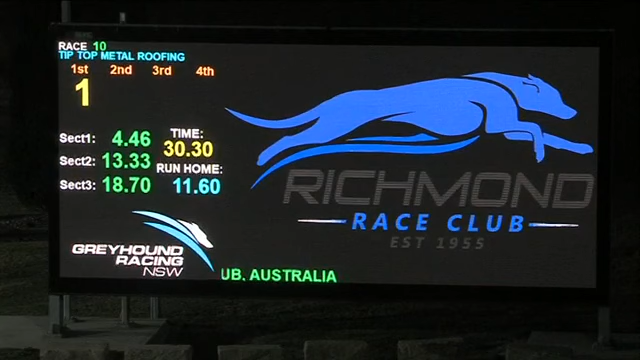 RACE 10
TIP TOP METAL ROOFING
1st 2nd 3rd 4th
1
Sect1: 4.46
TIME:
30.30
Sect2: 13.33
RUN HOME:
Sect3: 18.70
11.60
GREYHOUND
RACING
NSW
UB, AUSTRALIA
RICHMOND
RACE CLUB
EST 1955